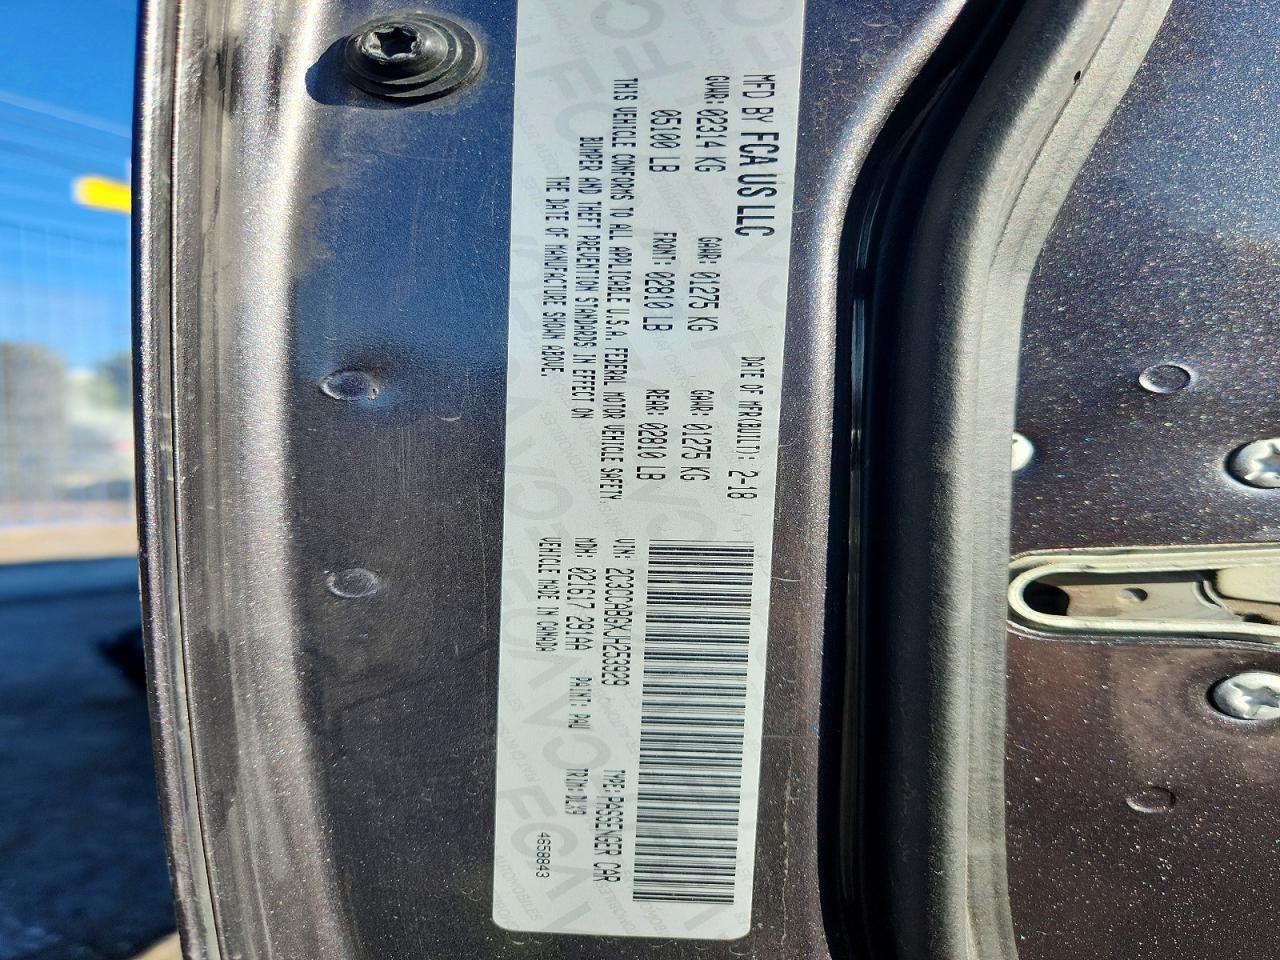 MFD BY FCA US LLC
DATE OF MFR(BUILT): 2-18
GVWR: 02314 KG GAWR: 01275 KG GAWR: 01275 KG
05100 LB FRONT: 02810 LB REAR: 02810 LB
THIS VEHICLE CONFORMS TO ALL APPLICABLE U.S.A. FEDERAL MOTOR VEHICLE SAFETY,
BUMPER AND THEFT PREVENTION STANDARDS IN EFFECT ON
THE DATE OF MANUFACTURE SHOWN ABOVE.
VIN: 2C3CCABGXJH253929 TYPE: PASSENGER CAR
MDH: 021617 291AA PAINT: PAU TRIM: DLX9
VEHICLE MADE IN CANADA 4658843